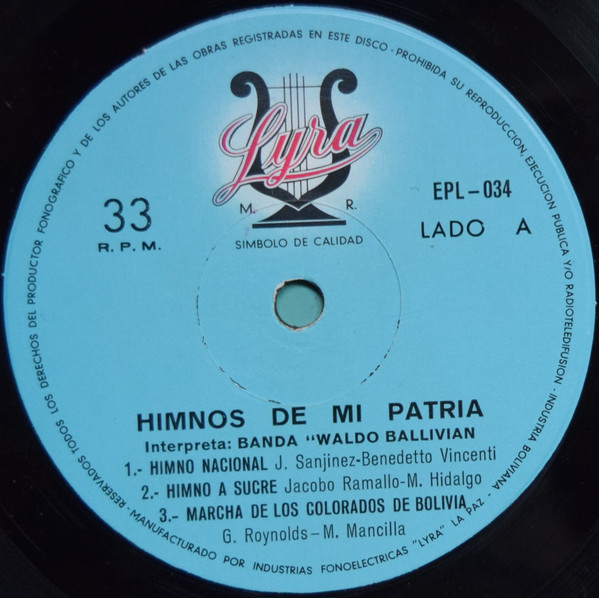 RESERVADOS TODOS LOS DERECHOS DEL PRODUCTOR FONOGRAFICO Y DE LOS AUTORES DE LAS OBRAS REGISTRADAS EN ESTE DISCO - PROHIBIDA SU REPRODUCCION, EJECUCION PUBLICA Y/O RADIOTELEDIFUSION - INDUSTRIA BOLIVIANA -
Lyra
M. R.
SIMBOLO DE CALIDAD
33
R. P. M.
EPL-034
LADO A
HIMNOS DE MI PATRIA
Interpreta: BANDA "WALDO BALLIVIAN
1.- HIMNO NACIONAL J. Sanjinez-Benedetto Vincenti
2.- HIMNO A SUCRE Jacobo Ramallo-M. Hidalgo
3.- MARCHA DE LOS COLORADOS DE BOLIVIA
G. Roynolds-M. Mancilla
MANUFACTURADO POR INDUSTRIAS FONOELECTRICAS "LYRA" LA PAZ -